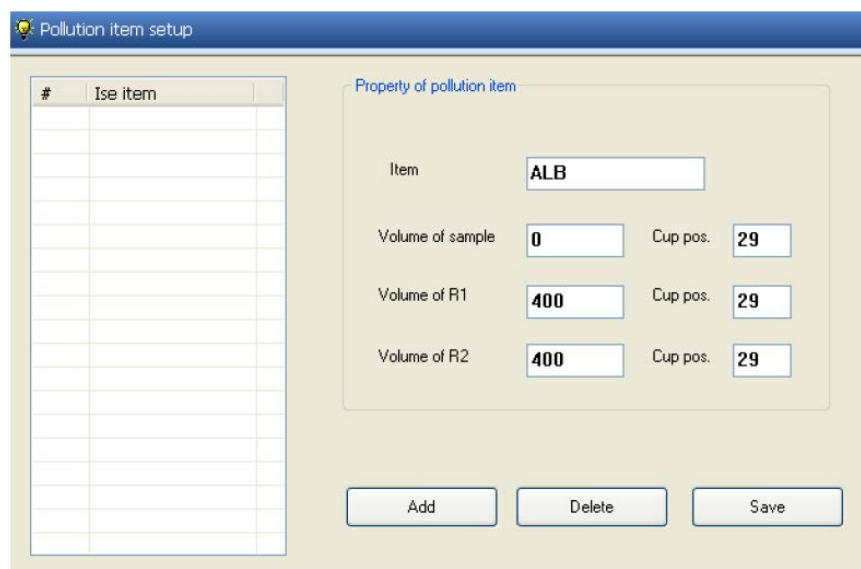 Pollution item setup
# Ise item
Property of pollution item
Item ALB
Volume of sample 0 Cup pos. 29
Volume of R1 400 Cup pos. 29
Volume of R2 400 Cup pos. 29
Add Delete Save